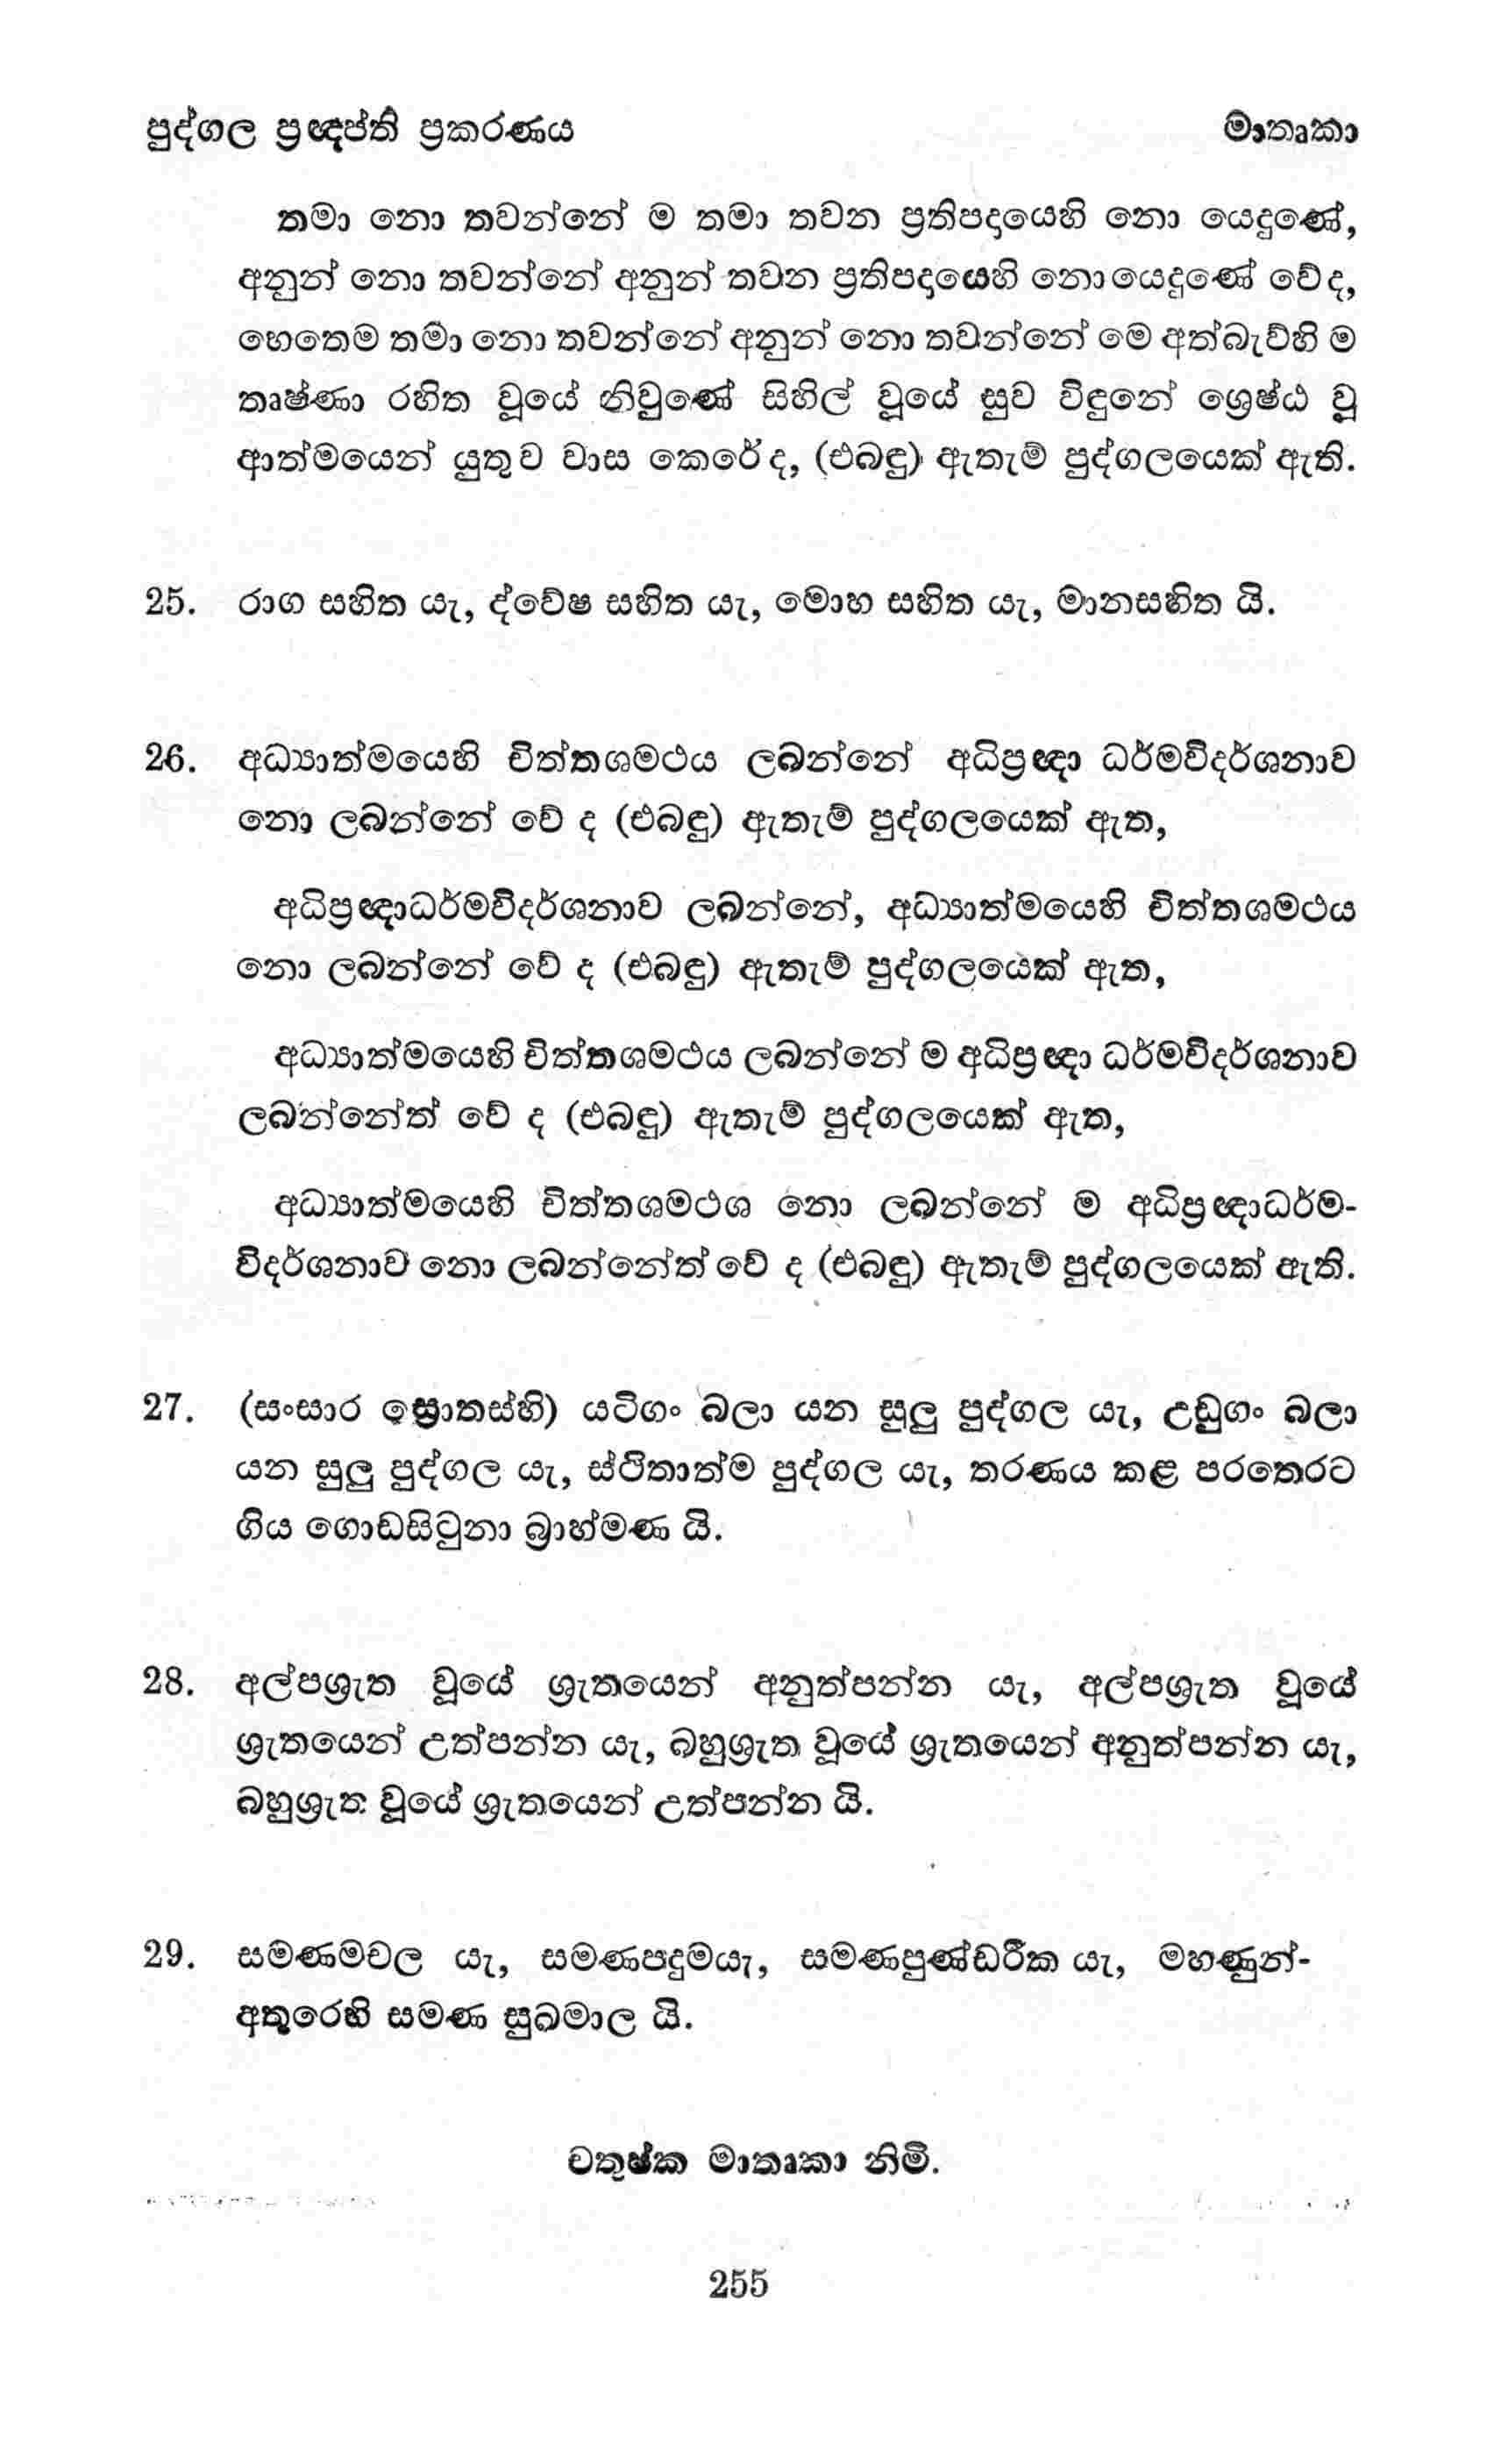 පුද්ගල ප්‍රඥප්ති ප්‍රකරණය මාතෘකා
තමා නො තවන්නේ ම තමා තවන ප්‍රතිපදායෙහි නො යෙදුණේ,
අනුන් නො තවන්නේ අනුන් තවන ප්‍රතිපදායෙහි නොයෙදුණේ වේද,
හෙතෙම තමා නො තවන්නේ අනුන් නො තවන්නේ මෙ අත්බැව්හි ම
තෘෂ්ණා රහිත වූයේ නිවුණේ සිහිල් වූයේ සුව විඳුනේ ශ්‍රෙෂ්ඨ වූ
ආත්මයෙන් යුතුව වාස කෙරේද, (එබඳු) ඇතැම් පුද්ගලයෙක් ඇති.
25. රාග සහිත යැ, ද්වේෂ සහිත යැ, මොහ සහිත යැ, මානසහිත යි.
26. අධ්‍යාත්මයෙහි චිත්තශමථය ලබන්නේ අධිප්‍රඥා ධර්මවිදර්ශනාව
නො ලබන්නේ වේ ද (එබඳු) ඇතැම් පුද්ගලයෙක් ඇත,
අධිප්‍රඥාධර්මවිදර්ශනාව ලබන්නේ, අධ්‍යාත්මයෙහි චිත්තශමථය
නො ලබන්නේ වේ ද (එබඳු) ඇතැම් පුද්ගලයෙක් ඇත,
අධ්‍යාත්මයෙහි චිත්තශමථය ලබන්නේ ම අධිප්‍රඥා ධර්මවිදර්ශනාව
ලබන්නේත් වේ ද (එබඳු) ඇතැම් පුද්ගලයෙක් ඇත,
අධ්‍යාත්මයෙහි චිත්තශමථශ නො ලබන්නේ ම අධිප්‍රඥාධර්ම-
විදර්ශනාව නො ලබන්නේත් වේ ද (එබඳු) ඇතැම් පුද්ගලයෙක් ඇති.
27. (සංසාර ස්‍රොතස්හි) යටිගං බලා යන සුලු පුද්ගල යැ, උඩුගං බලා
යන සුලු පුද්ගල යැ, ස්ථිතාත්ම පුද්ගල යැ, තරණය කළ පරතෙරට
ගිය ගොඩසිටුනා බ්‍රාහ්මණ යි.
28. අල්පශ්‍රැත වූයේ ශ්‍රැතයෙන් අනුත්පන්න යැ, අල්පශ්‍රැත වූයේ
ශ්‍රැතයෙන් උත්පන්න යැ, බහුශ්‍රැත වූයේ ශ්‍රැතයෙන් අනුත්පන්න යැ,
බහුශ්‍රැත වූයේ ශ්‍රැතයෙන් උත්පන්න යි.
29. සමණමචල යැ, සමණපදුමයැ, සමණපුණ්ඩරීක යැ, මහණුන්-
අතුරෙහි සමණ සුඛමාල යි.
චතුෂ්ක මාතෘකා නිමි.
255